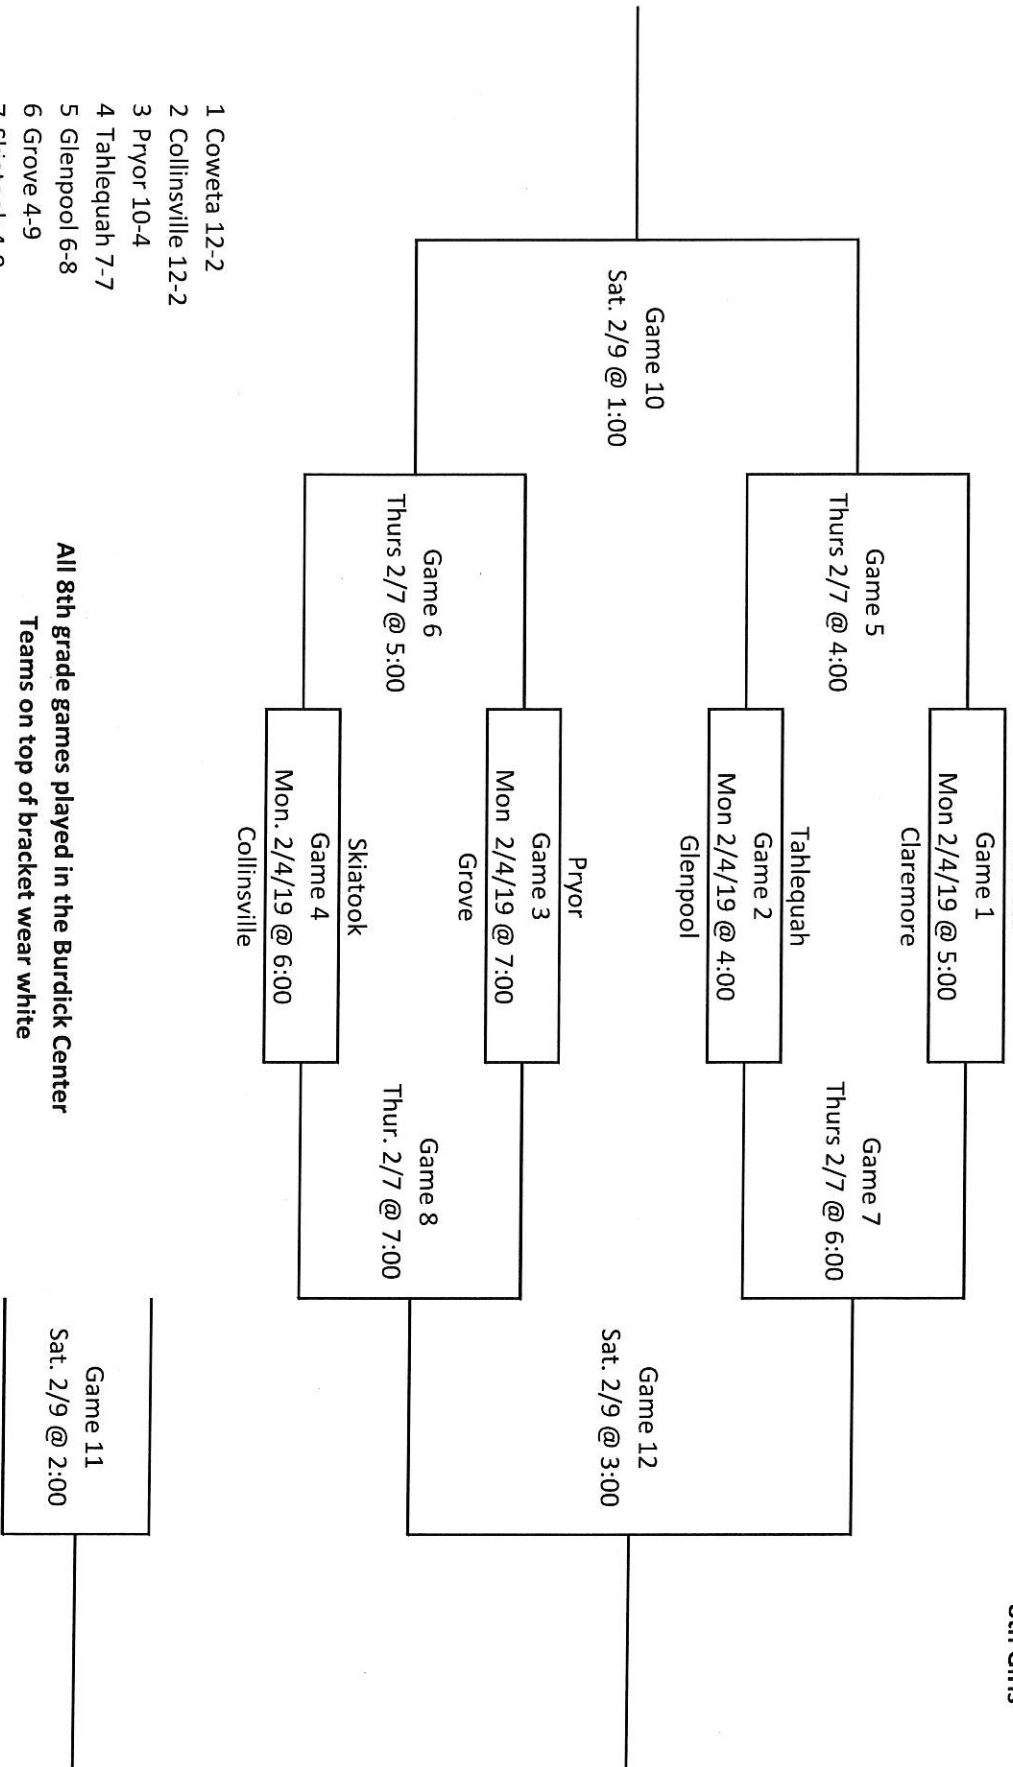 Game 1
Mon 2/4/19 @ 5:00
Claremore
Tahlequah
Game 2
Mon 2/4/19 @ 4:00
Glenpool
Pryor
Game 3
Mon 2/4/19 @ 7:00
Grove
Skiatook
Game 4
Mon. 2/4/19 @ 6:00
Collinsville
Game 5
Thurs 2/7 @ 4:00
Game 6
Thurs 2/7 @ 5:00
Game 10
Sat. 2/9 @ 1:00
Game 7
Thurs 2/7 @ 6:00
Game 8
Thur. 2/7 @ 7:00
Game 12
Sat. 2/9 @ 3:00
Game 11
Sat. 2/9 @ 2:00
1 Coweta 12-2
2 Collinsville 12-2
3 Pryor 10-4
4 Tahlequah 7-7
5 Glenpool 6-8
6 Grove 4-9
All 8th grade games played in the Burdick Center
Teams on top of bracket wear white